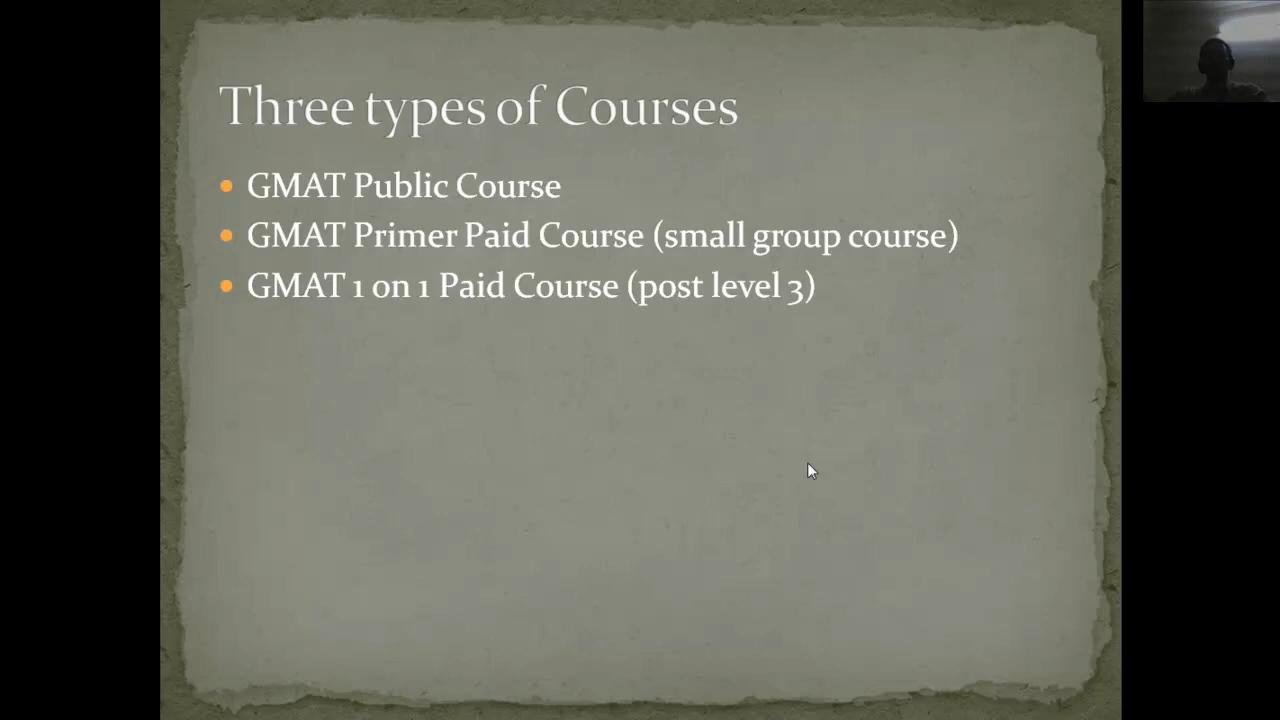 Three types of Courses
GMAT Public Course
GMAT Primer Paid Course (small group course)
GMAT 1 on 1 Paid Course (post level 3)